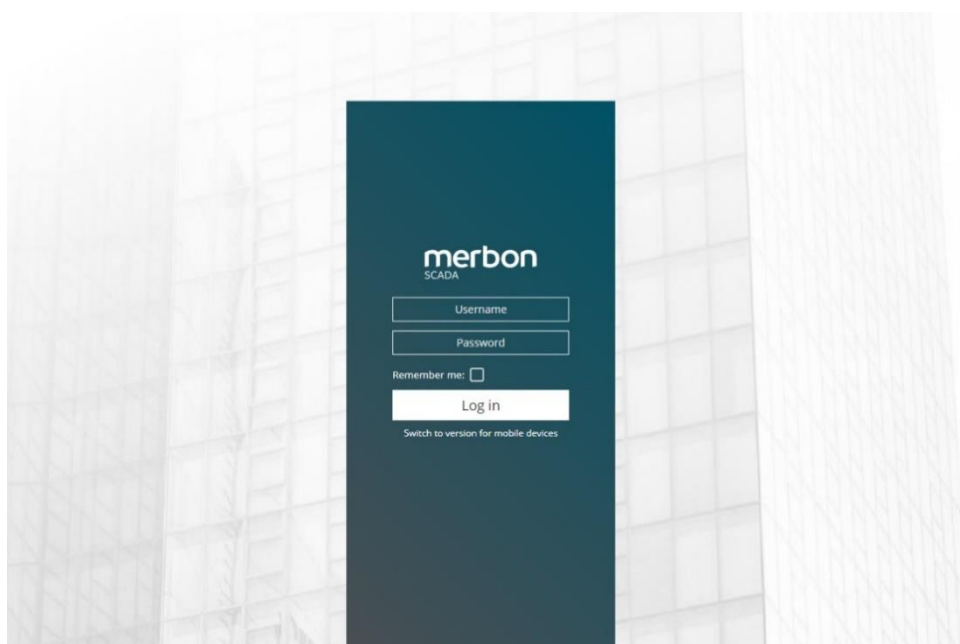 merbon
SCADA
Username
Password
Remember me:
Log in
Switch to version for mobile devices